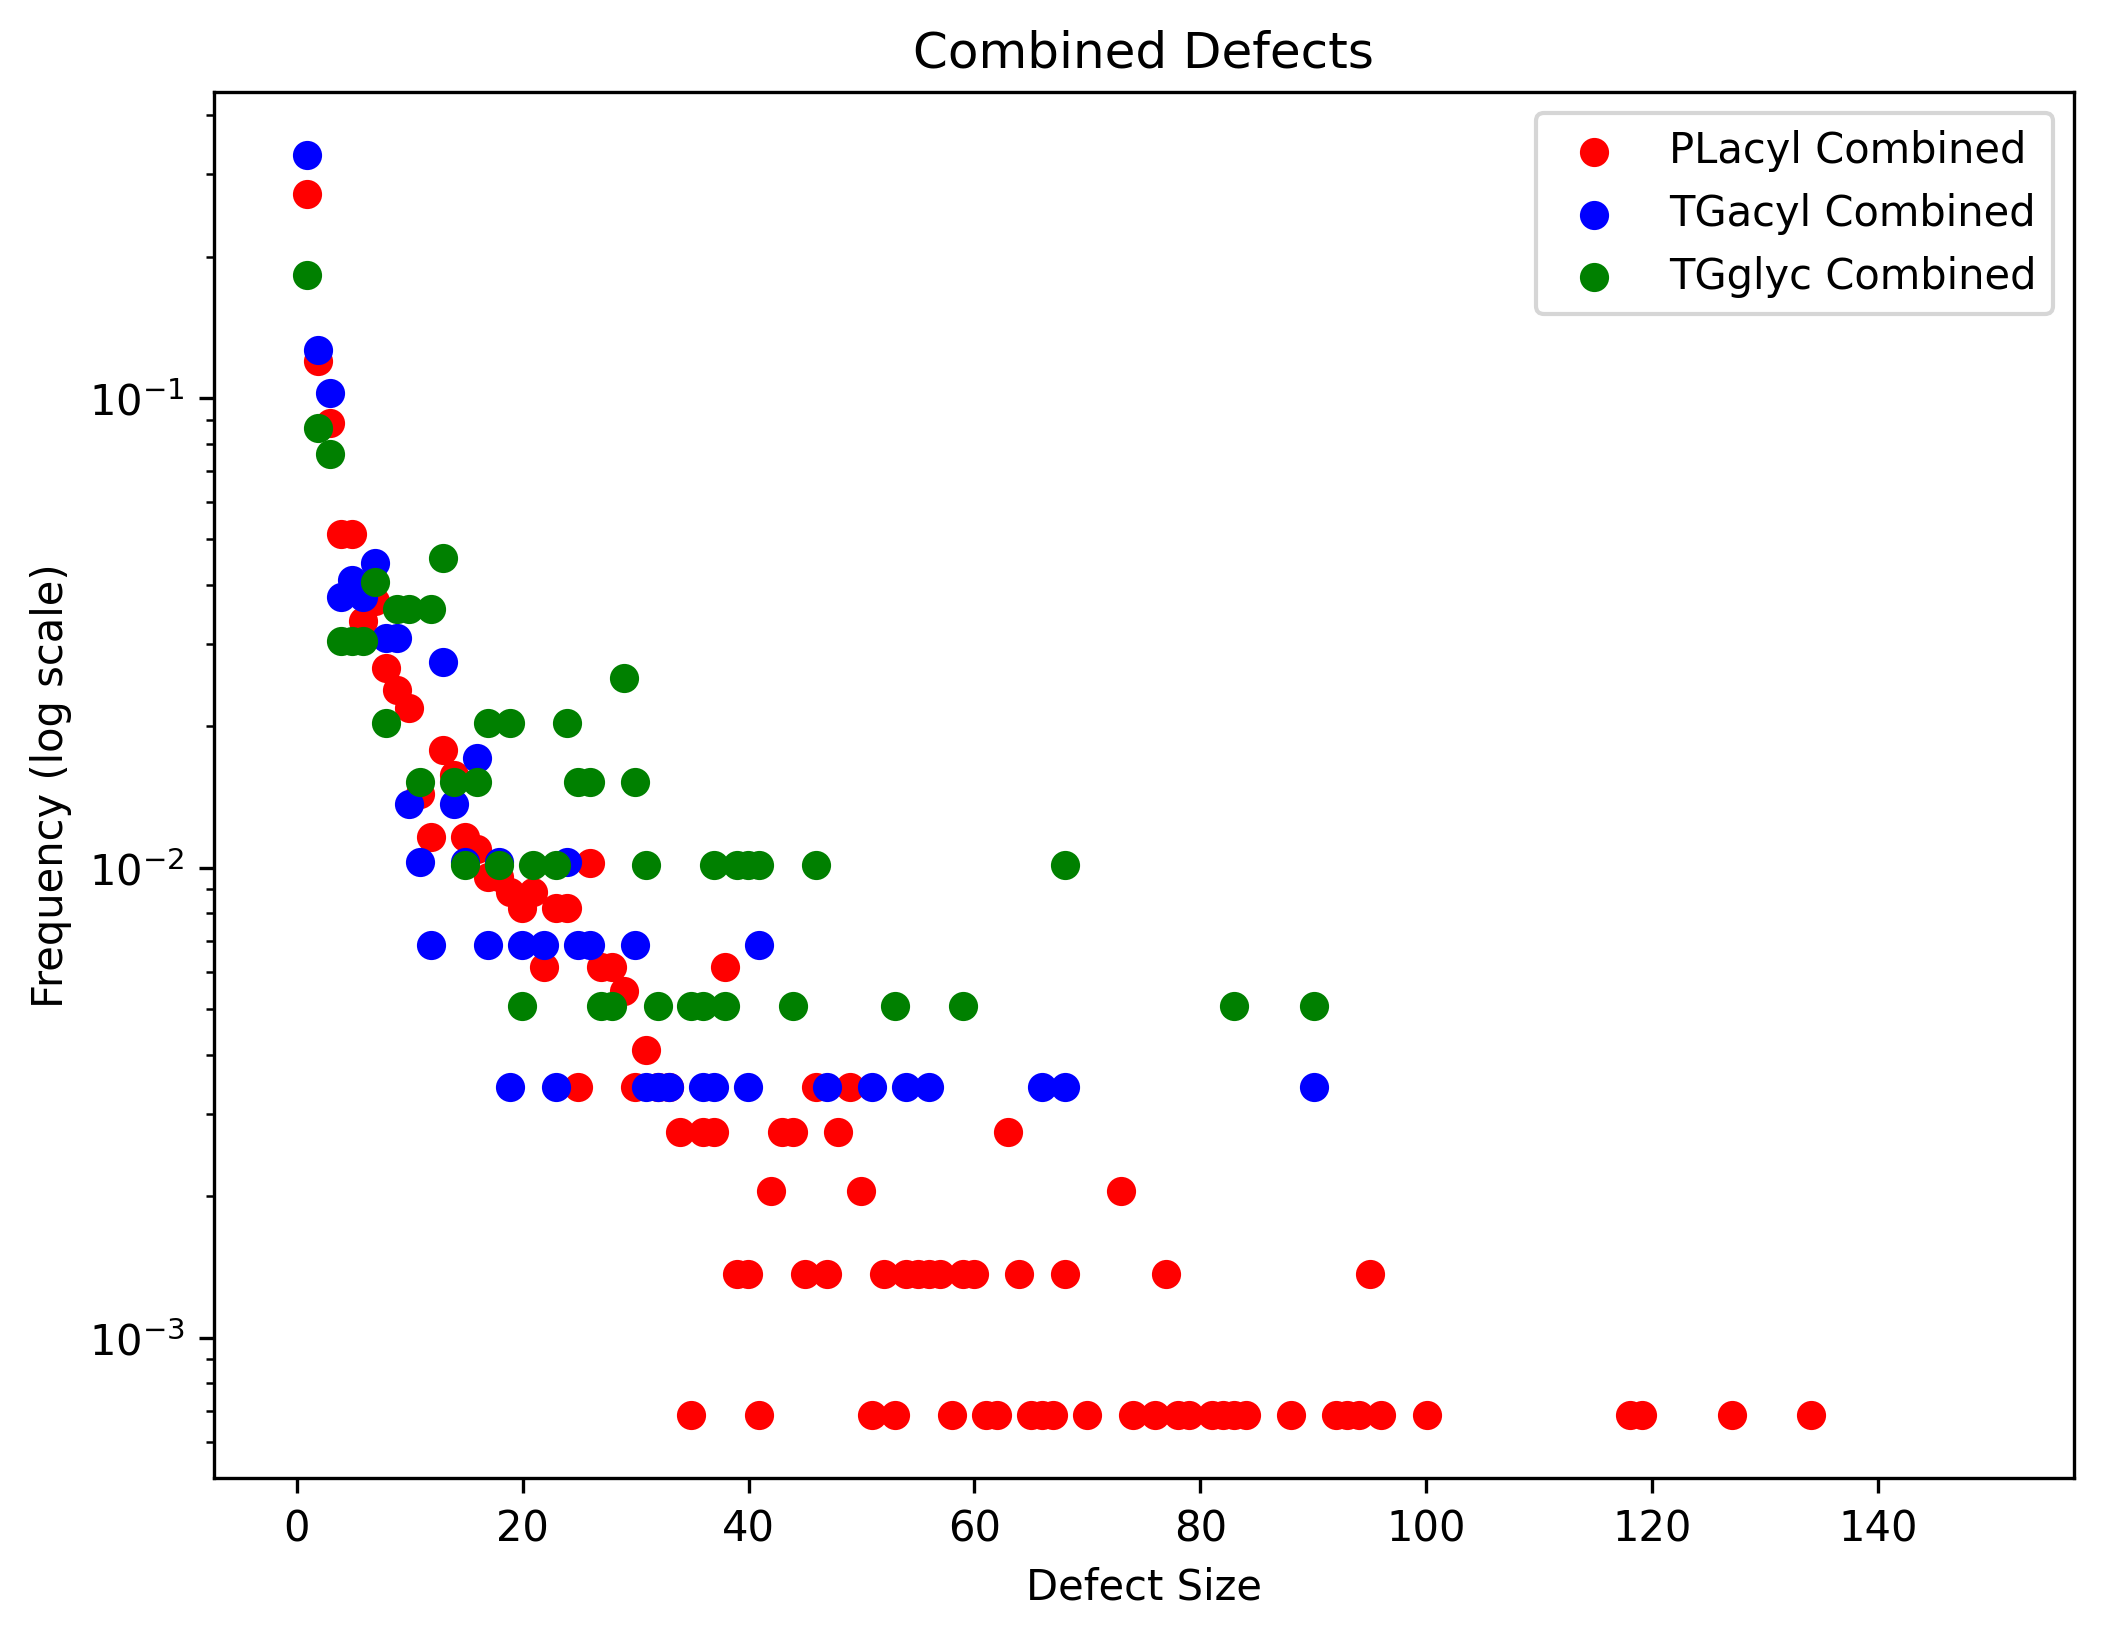 Combined Defects
PLacyl Combined
TGacyl Combined
TGglyc Combined
Frequency (log scale)
10⁻¹
10⁻²
10⁻³
0 20 40 60 80 100 120 140
Defect Size